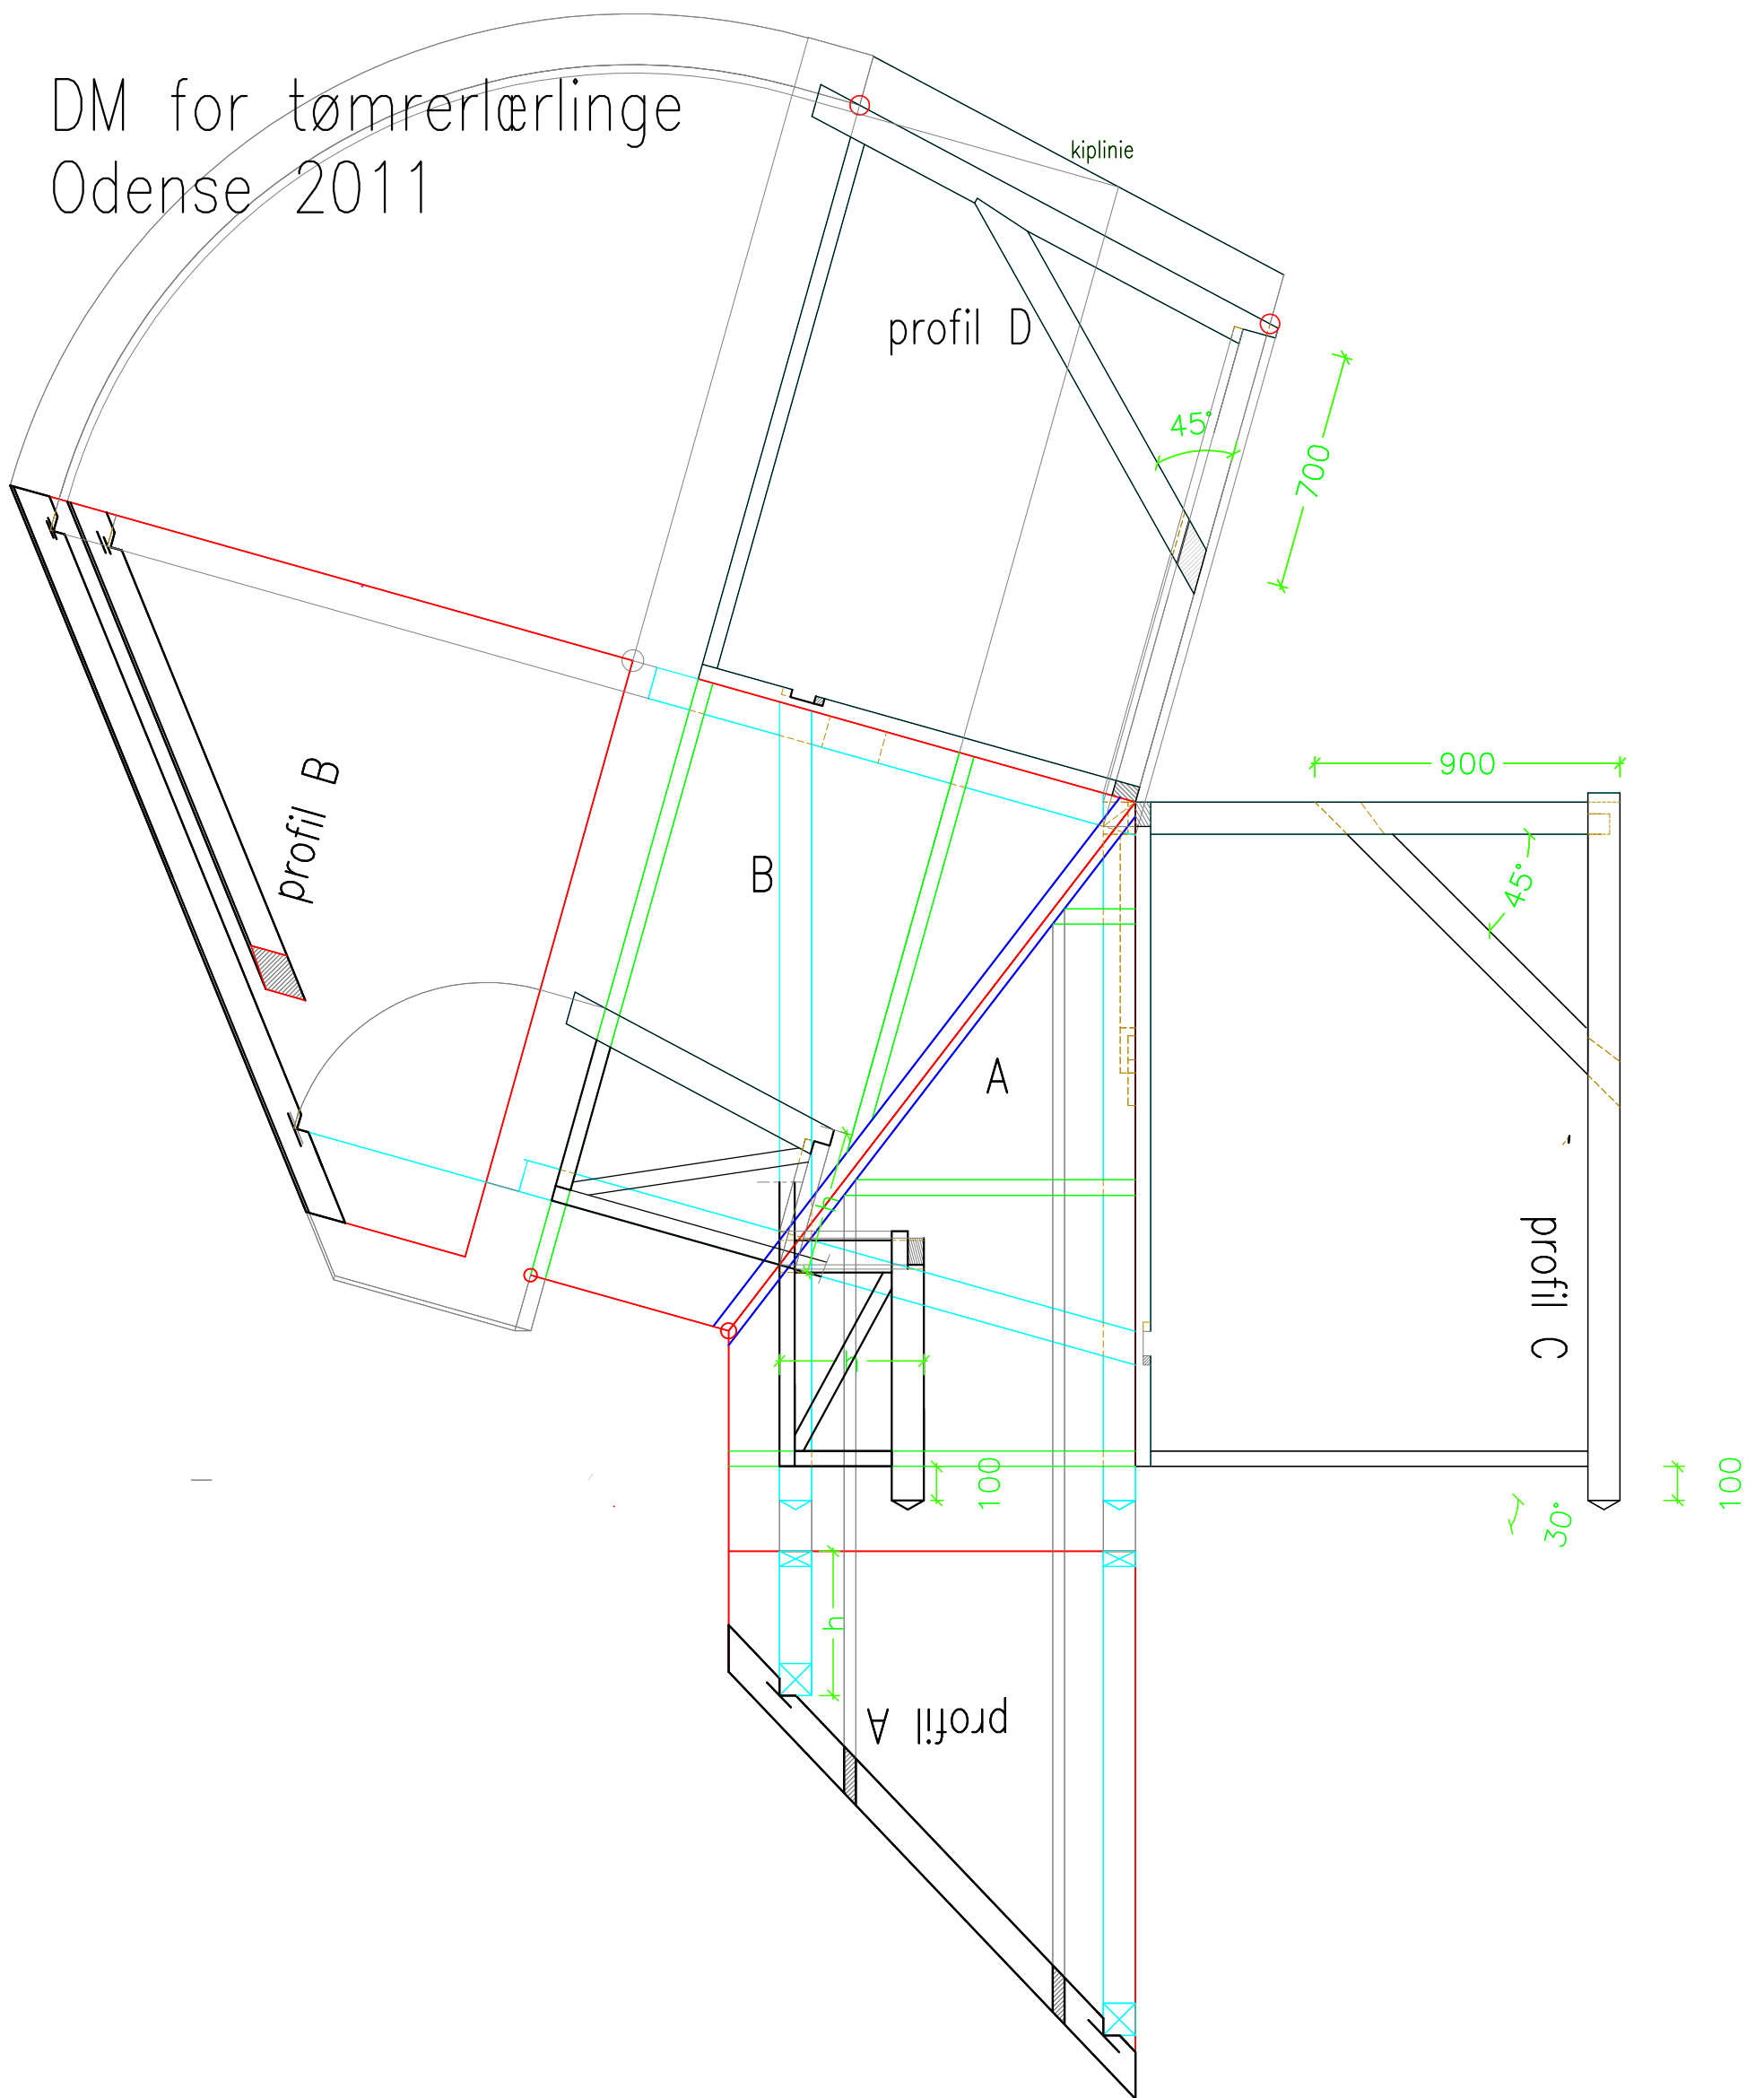 DM for tømrerlærlinge
Odense 2011
kiplinie
profil D
45°
700
900
profil B
B
45°
A
h
profil C
h
100
30°
100
h
profil A